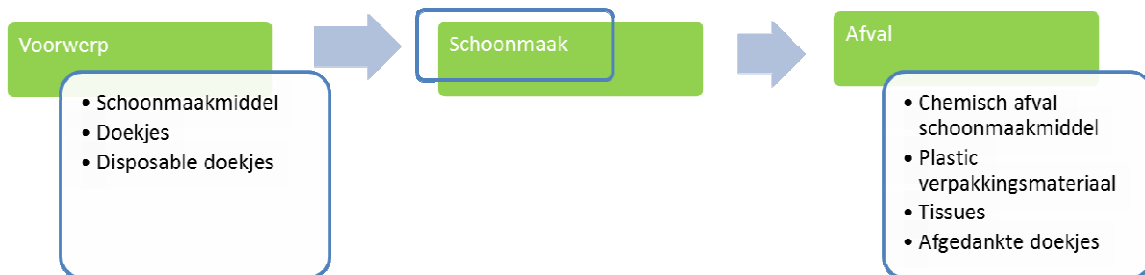 Voorwerp
• Schoonmaakmiddel
• Doekjes
• Disposable doekjes
Schoonmaak
Afval
• Chemisch afval
schoonmaakmiddel
• Plastic
verpakkingsmateriaal
• Tissues
• Afgedankte doekjes